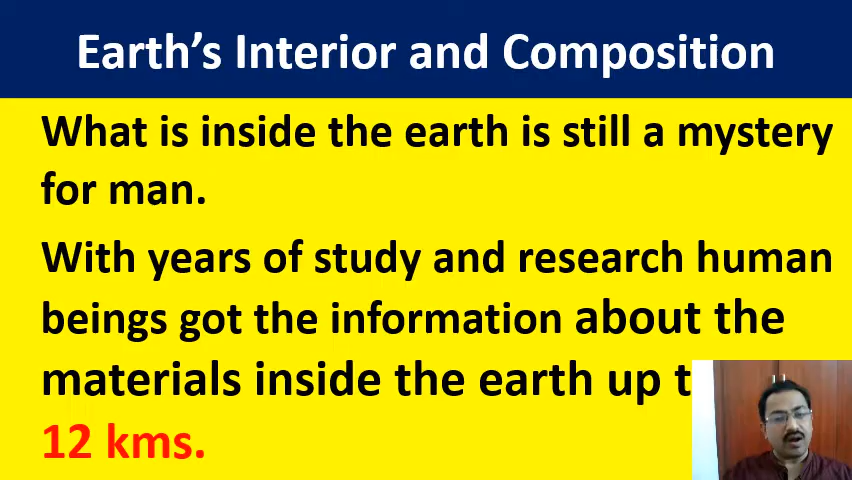 Earth's Interior and Composition
What is inside the earth is still a mystery
for man.
With years of study and research human
beings got the information about the
materials inside the earth up
12 kms.